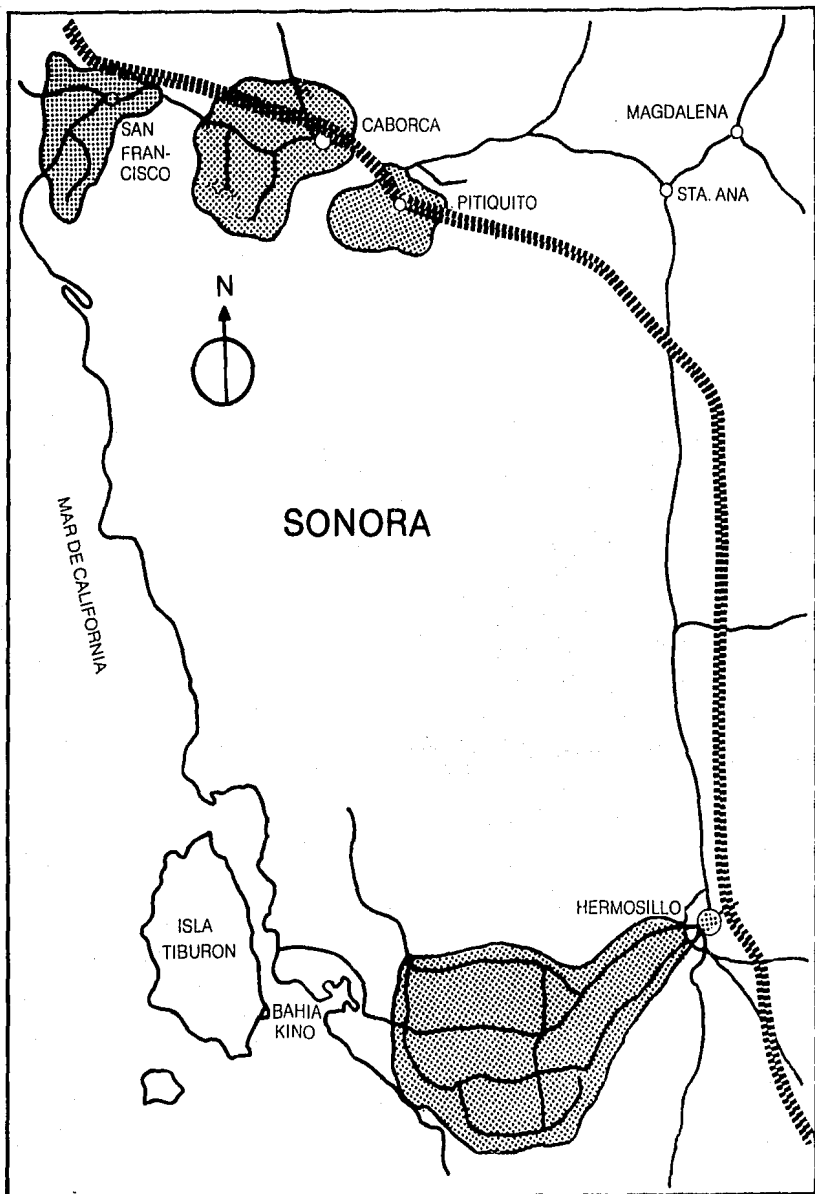 MAGDALENA
CABORCA
SAN
FRAN-
CISCO
PITIQUITO
STA. ANA
N
SONORA
MAR DE CALIFORNIA
HERMOSILLO
ISLA
TIBURON
BAHIA
KINO